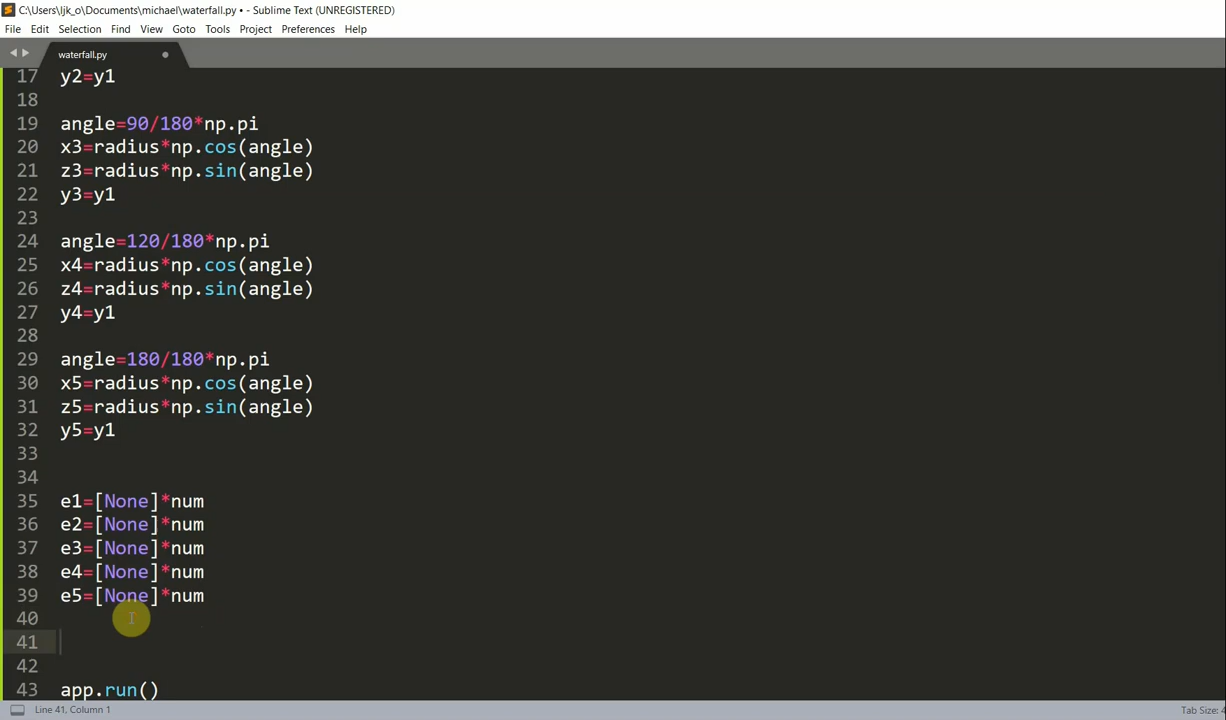 C:\Users\ljk_o\Documents\michael\waterfall.py • - Sublime Text (UNREGISTERED)
File Edit Selection Find View Goto Tools Project Preferences Help
waterfall.py
17 y2=y1
18
19 angle=90/180*np.pi
20 x3=radius*np.cos(angle)
21 z3=radius*np.sin(angle)
22 y3=y1
23
24 angle=120/180*np.pi
25 x4=radius*np.cos(angle)
26 z4=radius*np.sin(angle)
27 y4=y1
28
29 angle=180/180*np.pi
30 x5=radius*np.cos(angle)
31 z5=radius*np.sin(angle)
32 y5=y1
33
34
35 e1=[None]*num
36 e2=[None]*num
37 e3=[None]*num
38 e4=[None]*num
39 e5=[None]*num
40
41
42
43 app.run()
Line 41, Column 1 Tab Size: 4